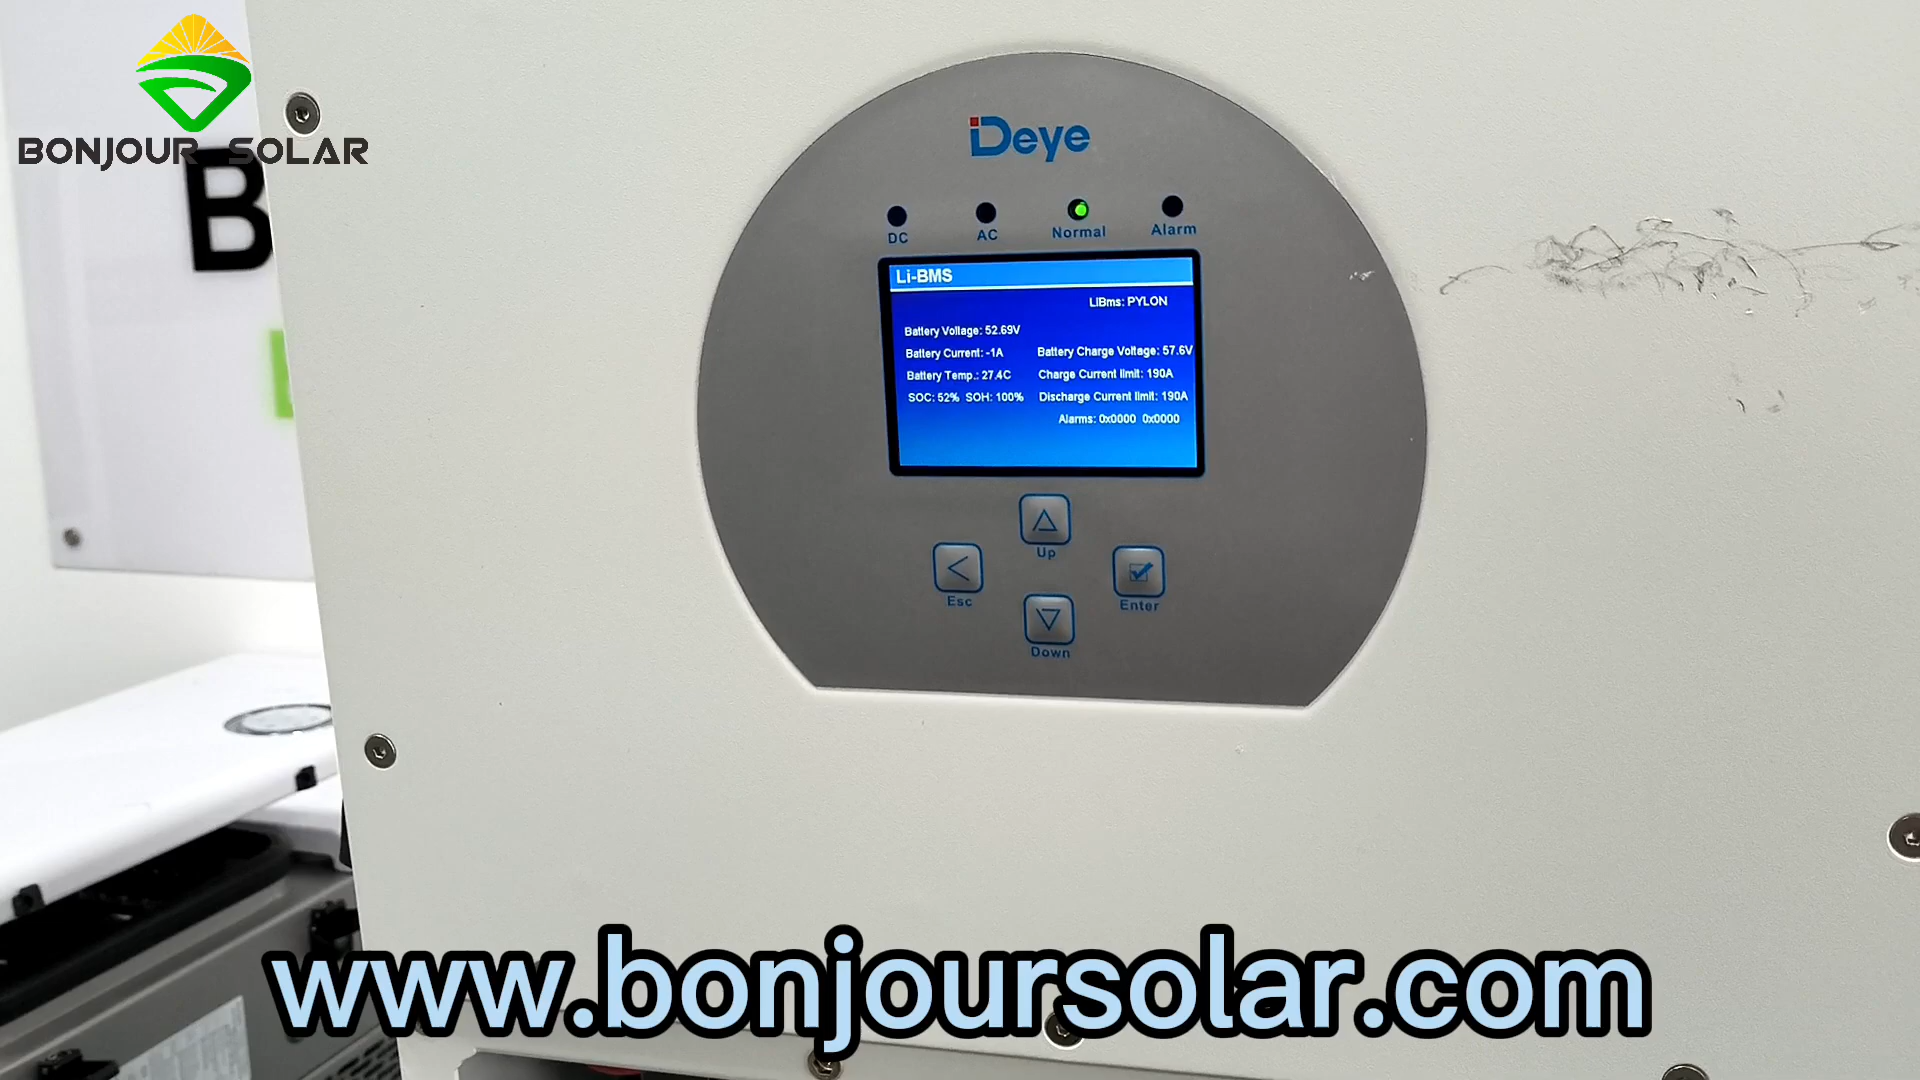 BONJOUR SOLAR
B
Deye
DC
AC
Normal
Alarm
Li-BMS
LIBms: PYLON
Battery Voltage: 52.69V
Battery Current: -1A
Battery Charge Voltage: 57.6V
Battery Temp.: 27.4C
Charge Current limit: 190A
SOC: 52% SOH: 100%
Discharge Current limit: 190A
Alarms: 0x0000 0x0000
Up
Esc
Enter
Down
www.bonjoursolar.com